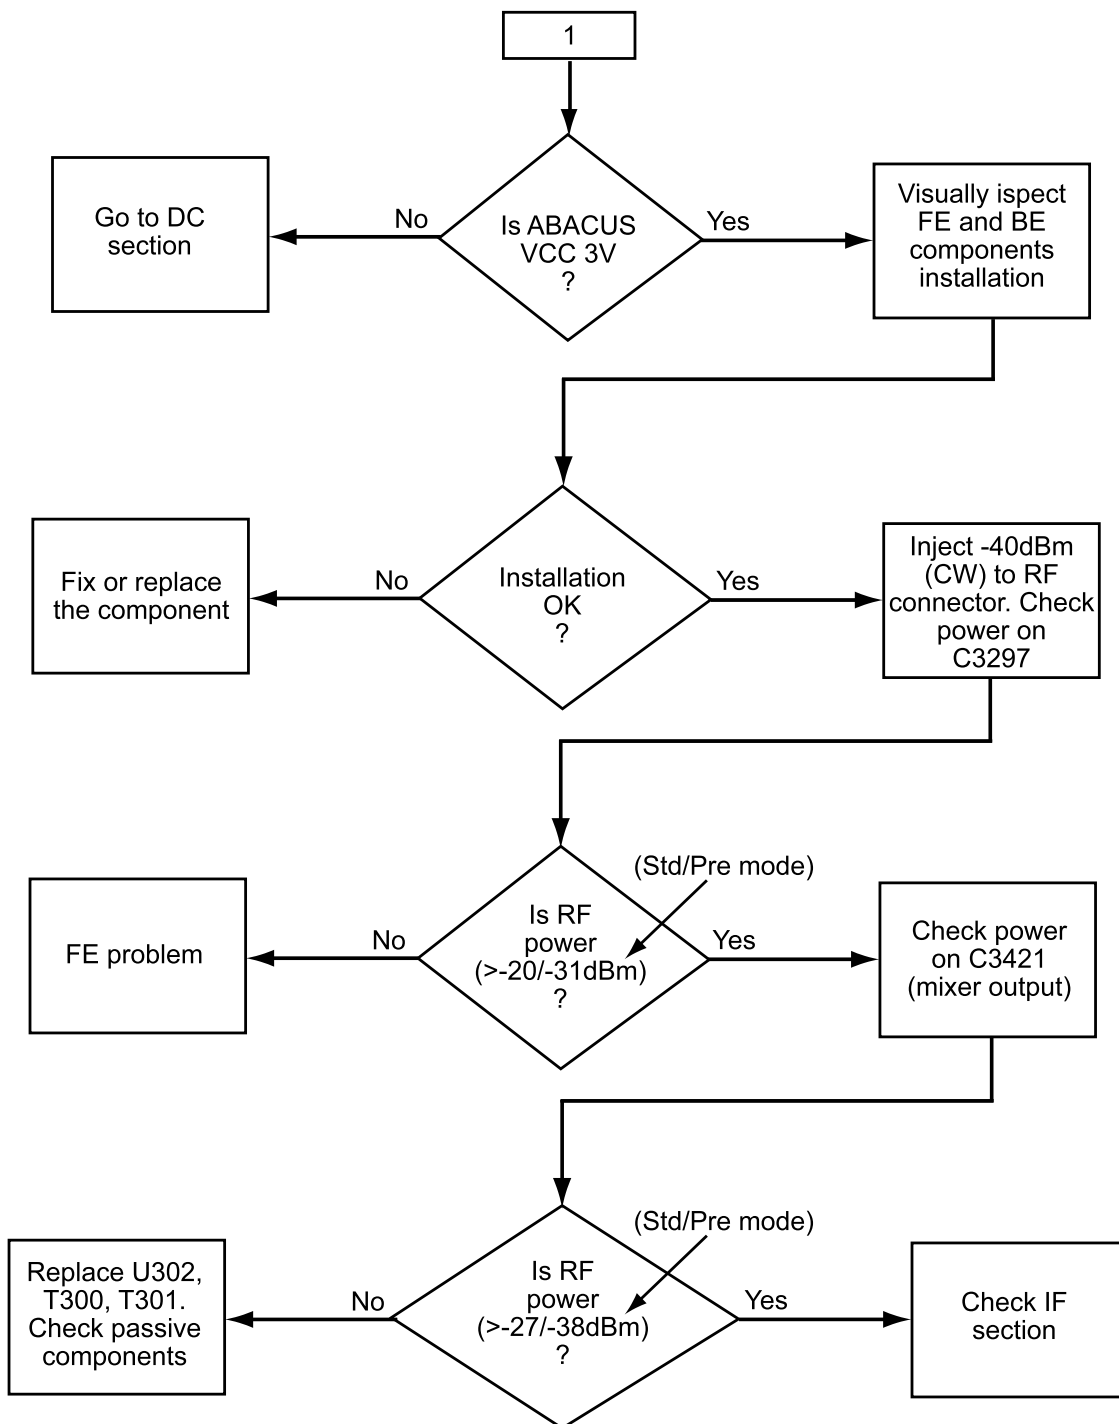 1
Is ABACUS
VCC 3V
?
No
Yes
Go to DC
section
Visually ispect
FE and BE
components
installation
Installation
OK
?
No
Yes
Fix or replace
the component
Inject -40dBm
(CW) to RF
connector. Check
power on
C3297
(Std/Pre mode)
Is RF
power
(>-20/-31dBm)
?
No
Yes
FE problem
Check power
on C3421
(mixer output)
(Std/Pre mode)
Is RF
power
(>-27/-38dBm)
?
No
Yes
Replace U302,
T300, T301.
Check passive
components
Check IF
section